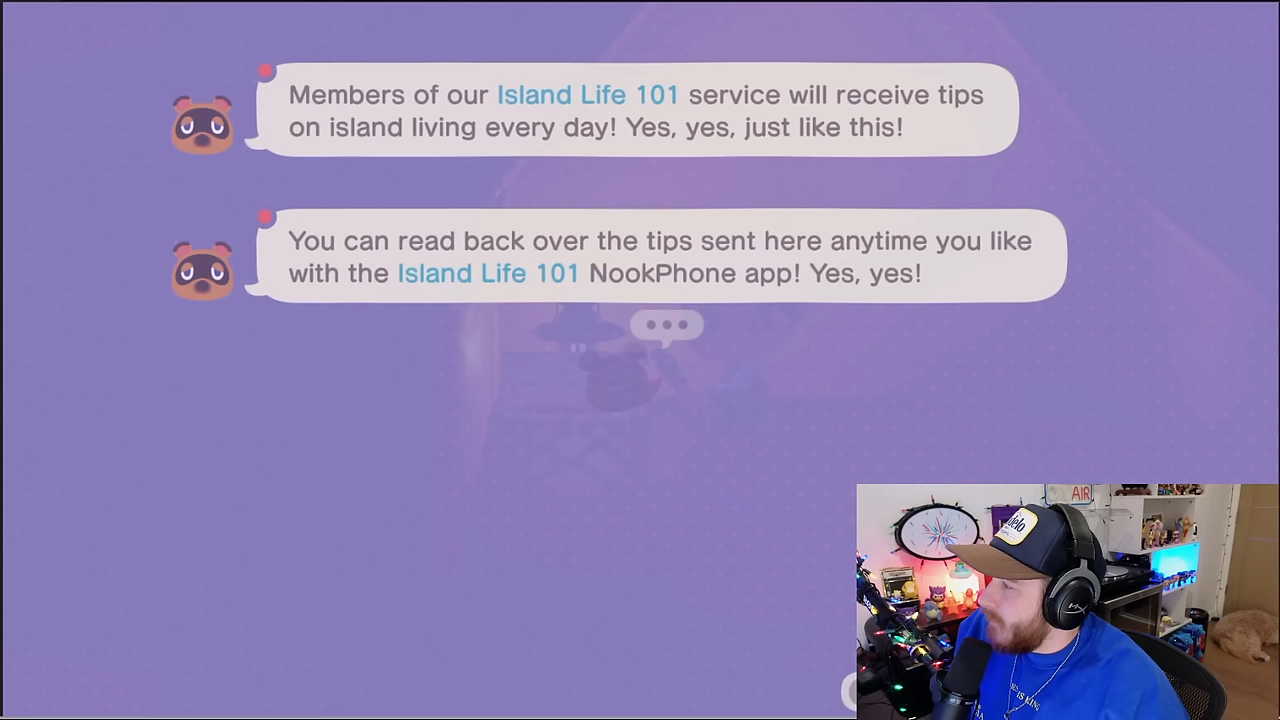 Members of our Island Life 101 service will receive tips
on island living every day! Yes, yes, just like this!
You can read back over the tips sent here anytime you like
with the Island Life 101 NookPhone app! Yes, yes!
AIR